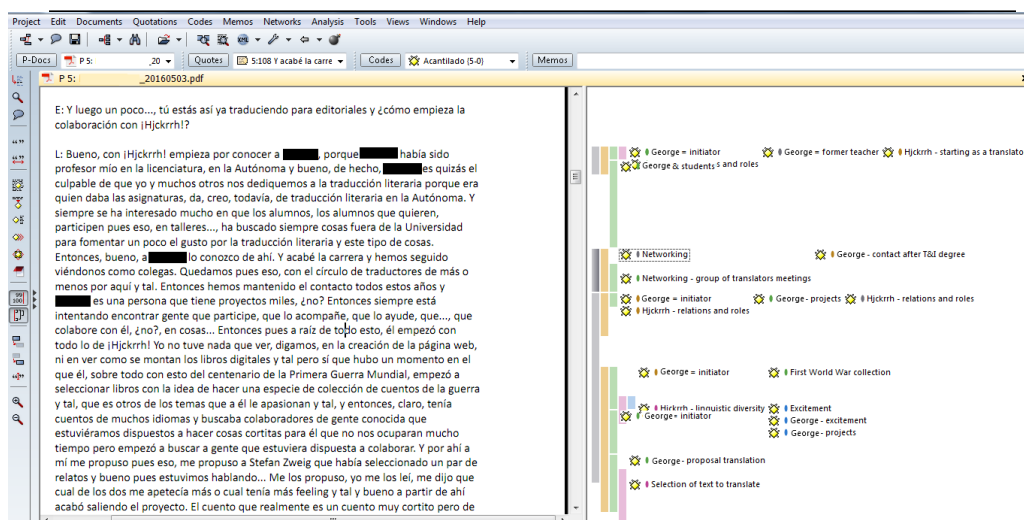 Project Edit Documents Quotations Codes Memos Networks Analysis Tools Views Windows Help
P-Docs P 5: ,20 Quotes 5:108 Y acabé la carre Codes Acantilado {5-0} Memos
P 5: _20160503.pdf
E: Y luego un poco..., tú estás así ya traduciendo para editoriales y ¿cómo empieza la
colaboración con ¡Hjckrrh!?
L: Bueno, con ¡Hjckrrh! empieza por conocer a , porque había sido
profesor mío en la licenciatura, en la Autónoma y bueno, de hecho, es quizás el
culpable de que yo y muchos otros nos dediquemos a la traducción literaria porque era
quien daba las asignaturas, da, creo, todavía, de traducción literaria en la Autónoma. Y
siempre se ha interesado mucho en que los alumnos, los alumnos que quieren,
participen pues eso, en talleres..., ha buscado siempre cosas fuera de la Universidad
para fomentar un poco el gusto por la traducción literaria y este tipo de cosas.
Entonces, bueno, a lo conozco de ahí. Y acabé la carrera y hemos seguido
viéndonos como colegas. Quedamos pues eso, con el círculo de traductores de más o
menos por aquí y tal. Entonces hemos mantenido el contacto todos estos años y
es una persona que tiene proyectos miles, ¿no? Entonces siempre está
intentando encontrar gente que participe, que lo acompañe, que lo ayude, que..., que
colabore con él, ¿no?, en cosas... Entonces pues a raíz de todo esto, él empezó con
todo lo de ¡Hjckrrh! Yo no tuve nada que ver, digamos, en la creación de la página web,
ni en ver como se montan los libros digitales y tal pero sí que hubo un momento en el
que él, sobre todo con esto del centenario de la Primera Guerra Mundial, empezó a
seleccionar libros con la idea de hacer una especie de colección de cuentos de la guerra
y tal, que es otros de los temas que a él le apasionan y tal, y entonces, claro, tenía
cuentos de muchos idiomas y buscaba colaboradores de gente conocida que
estuviéramos dispuestos a hacer cosas cortitas para él que no nos ocuparan mucho
tiempo pero empezó a buscar a gente que estuviera dispuesta a colaborar. Y por ahí a
mí me propuso pues eso, me propuso a Stefan Zweig que había seleccionado un par de
relatos y bueno pues estuvimos hablando... Me los propuso, yo me los leí, me dijo que
cual de los dos me apetecía más o cual tenía más feeling y tal y bueno a partir de ahí
acabó saliendo el proyecto. El cuento que realmente es un cuento muy cortito pero de
George = initiator George = former teacher Hjckrrh - starting as a translato
George & students s and roles
Networking George - contact after T&I degree
Networking - group of translators meetings
George = initiator George - projects Hjckrrh - relations and roles
Hjckrrh - relations and roles
George = initiator First World War collection
Hjckrrh - linguistic diversity Excitement
George = initiator George - excitement
George - projects
George - proposal translation
Selection of text to translate